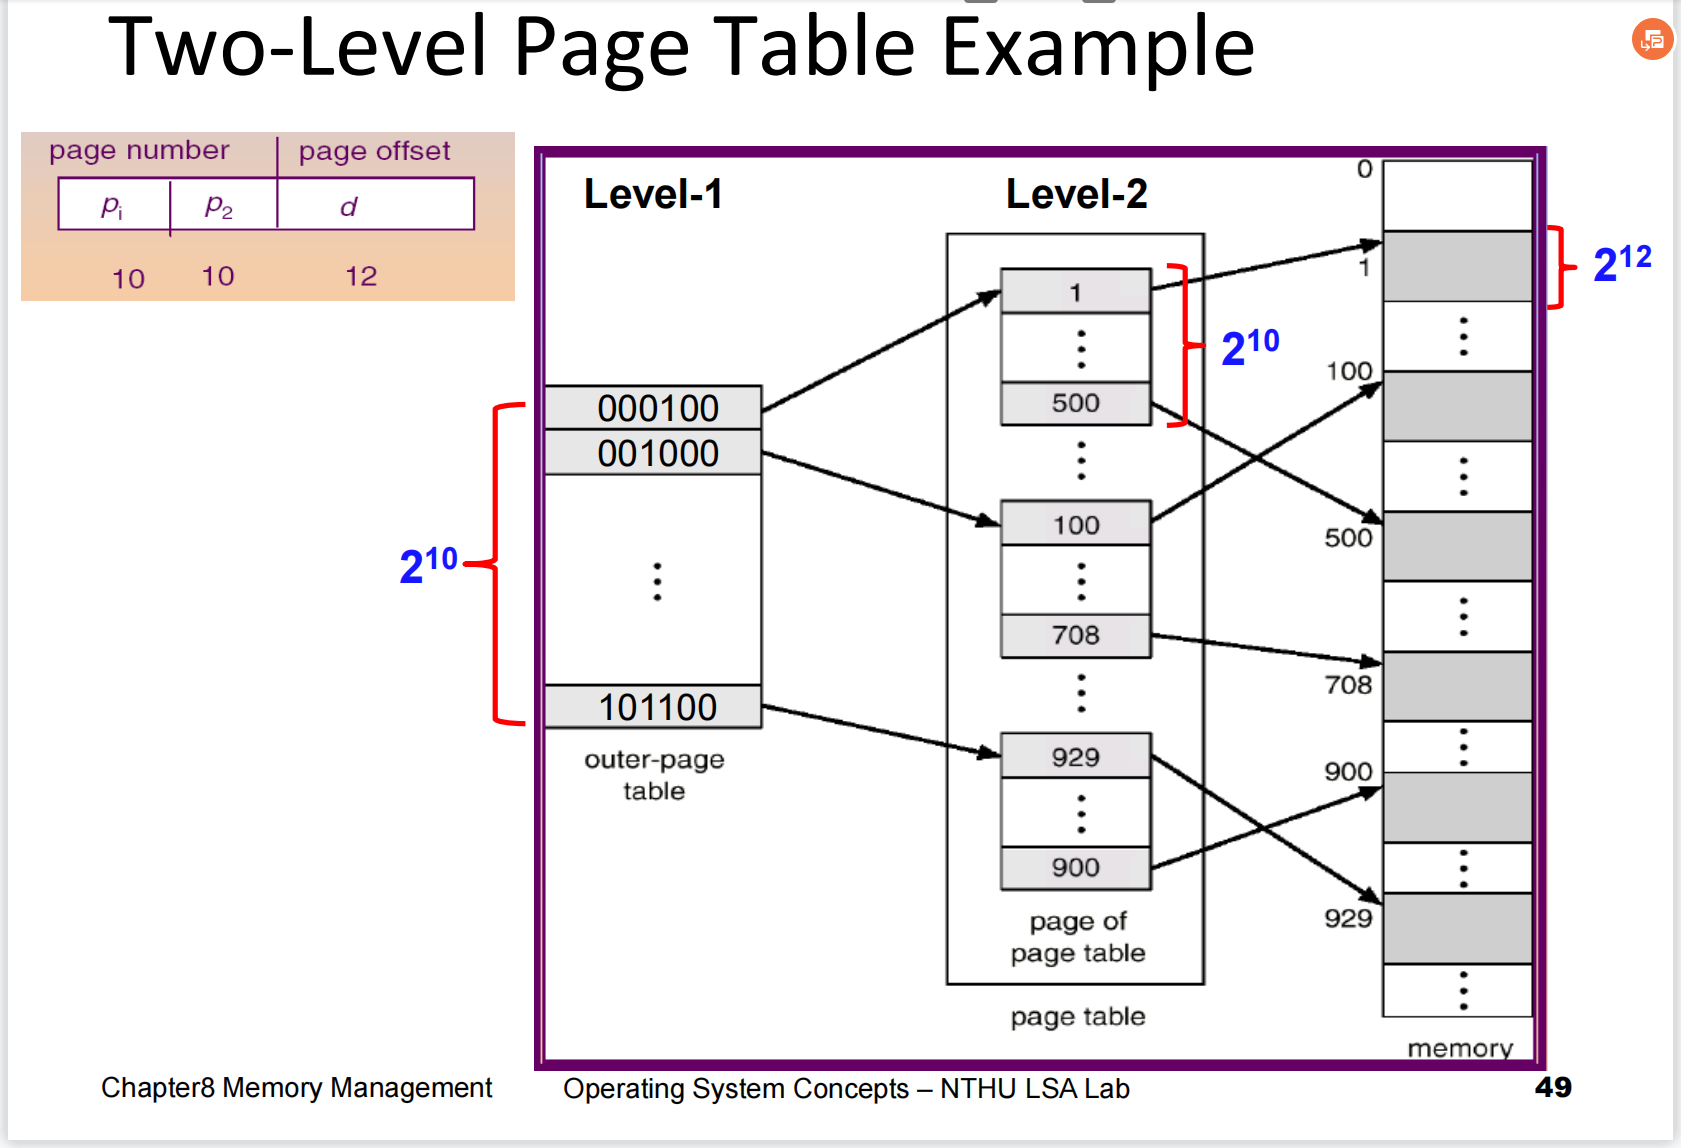 Two-Level Page Table Example
page number page offset
pi p2 d
10 10 12
Level-1
Level-2
000100
001000
⋮
101100
outer-page
table
2^10
1
⋮
500
⋮
100
⋮
708
⋮
929
⋮
900
page of
page table
page table
2^10
0
1
⋮
100
⋮
500
⋮
708
⋮
900
⋮
929
⋮
memory
2^12
Chapter8 Memory Management
Operating System Concepts – NTHU LSA Lab
49